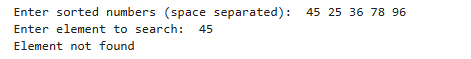 Enter sorted numbers (space separated):  45 25 36 78 96
Enter element to search:  45
Element not found